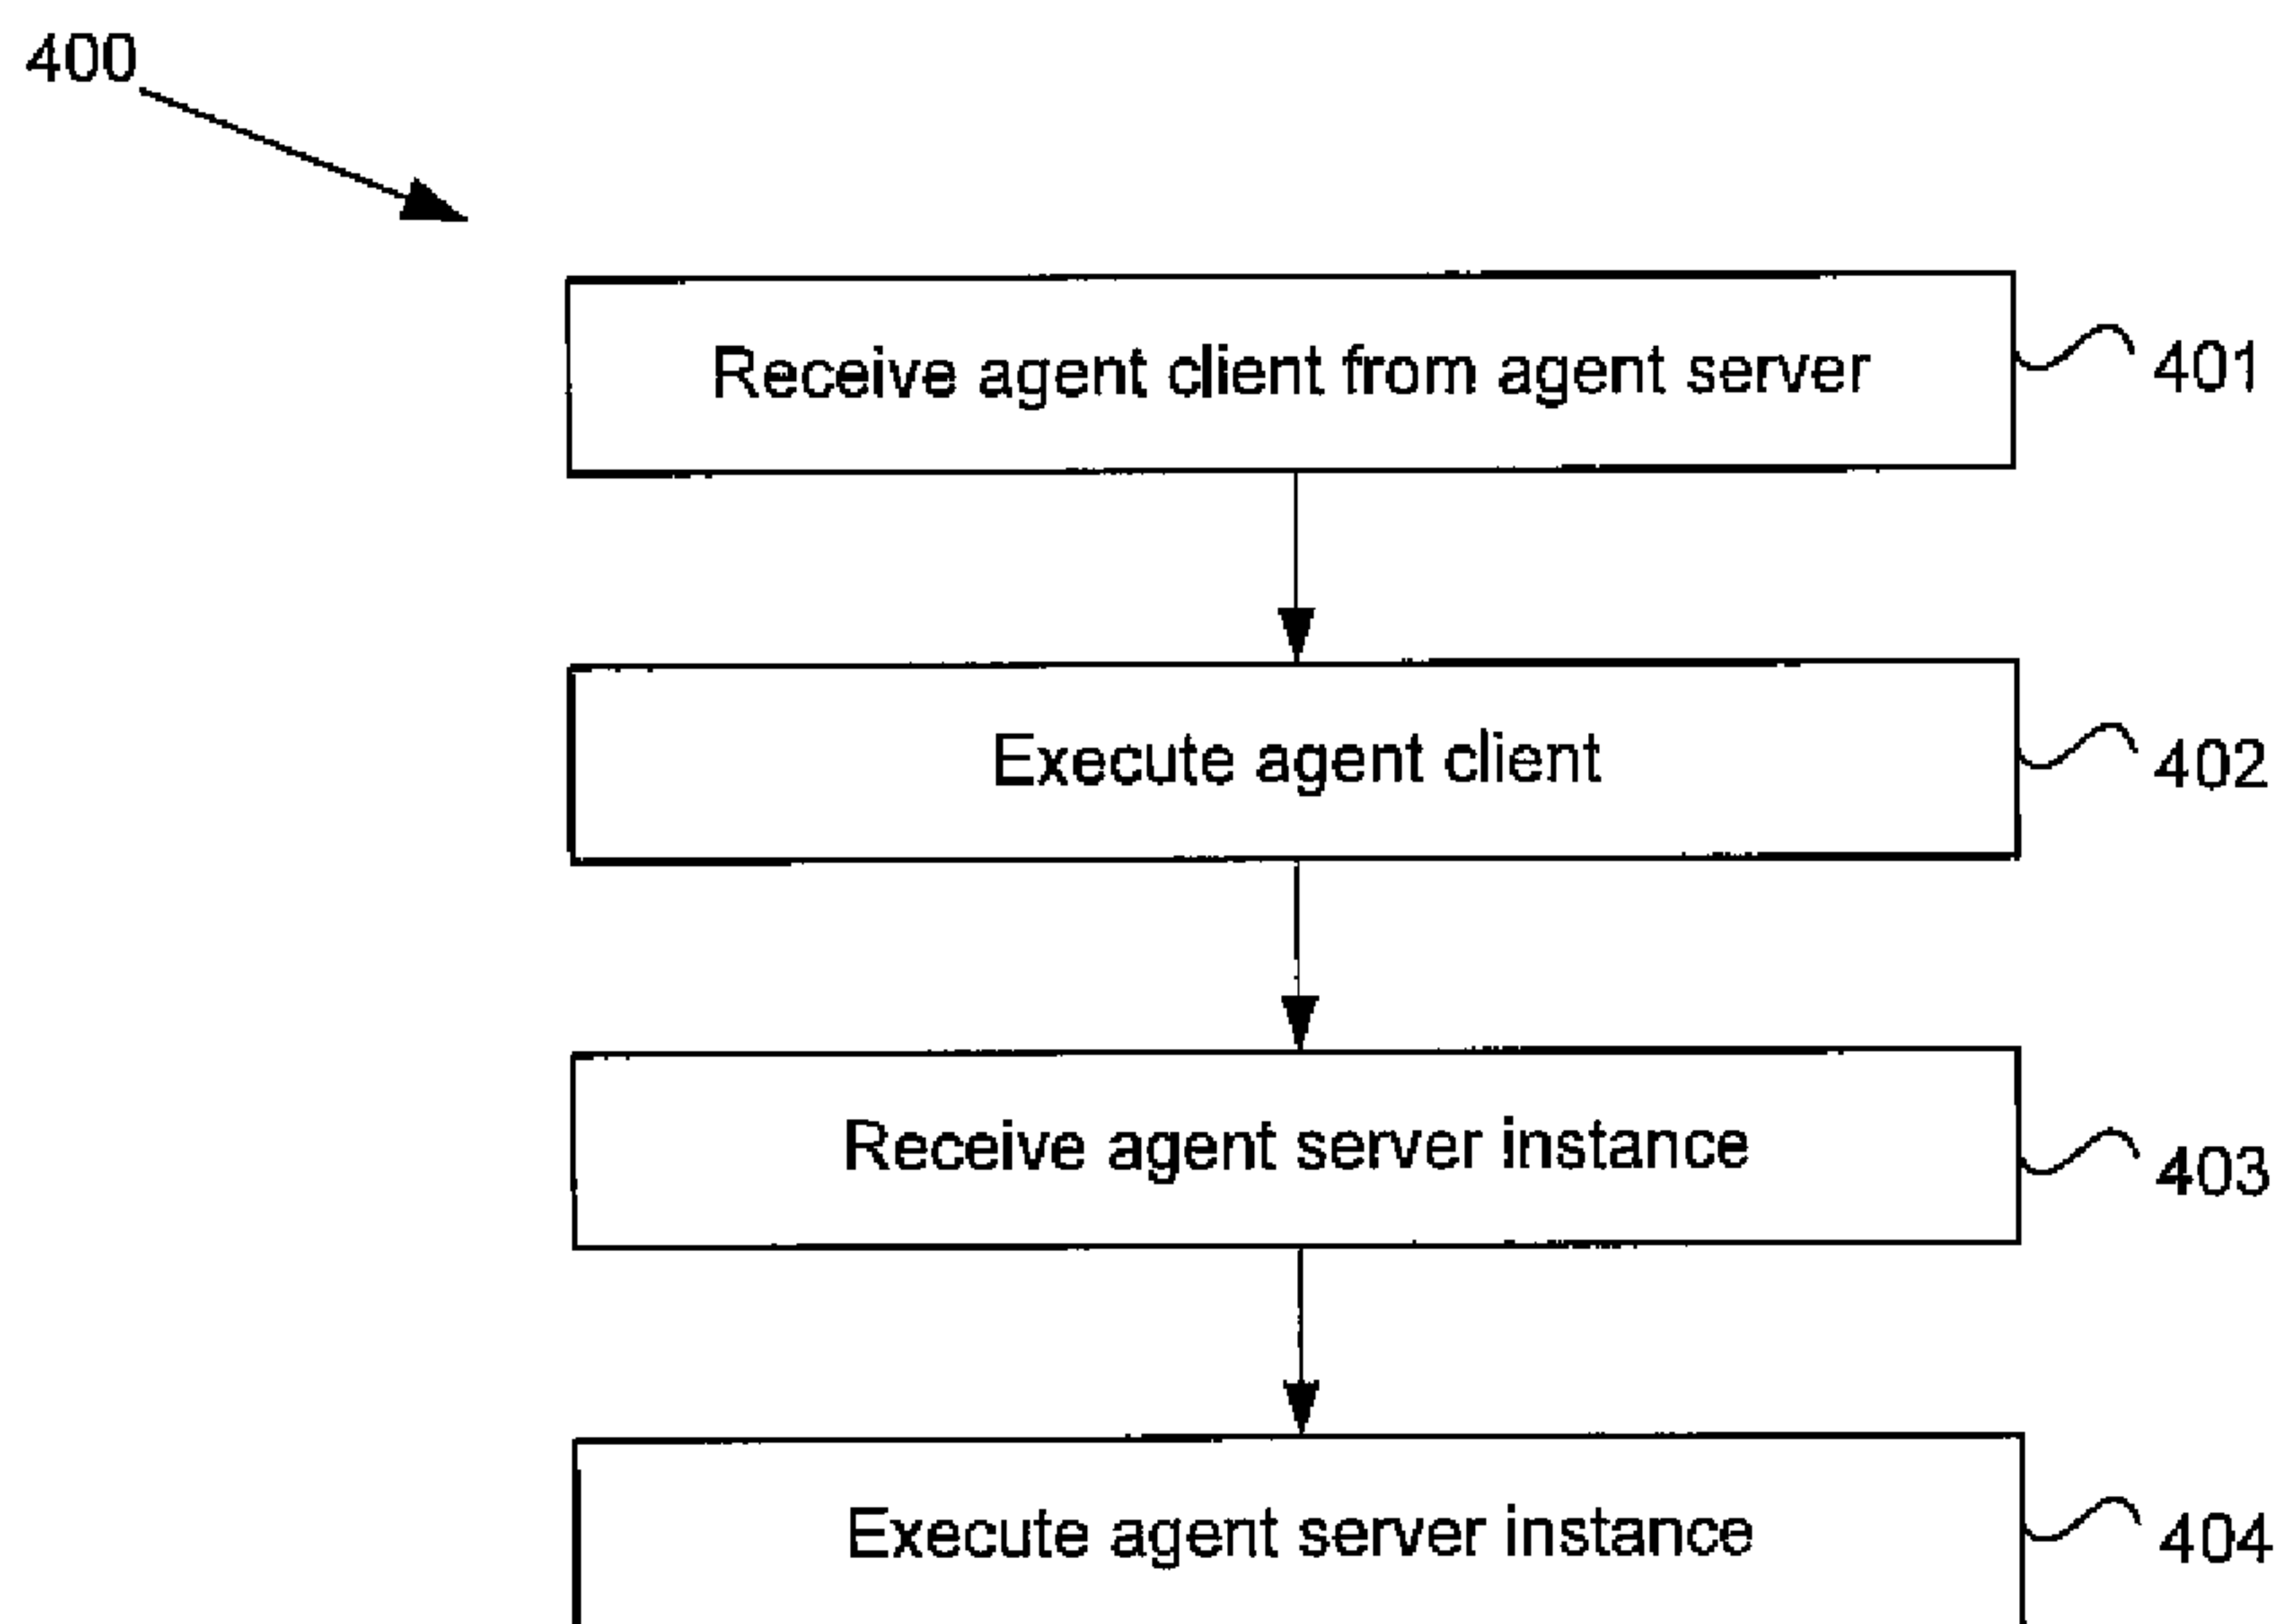 400
Receive agent client from agent server
401
Execute agent client
402
Receive agent server instance
403
Execute agent server instance
404